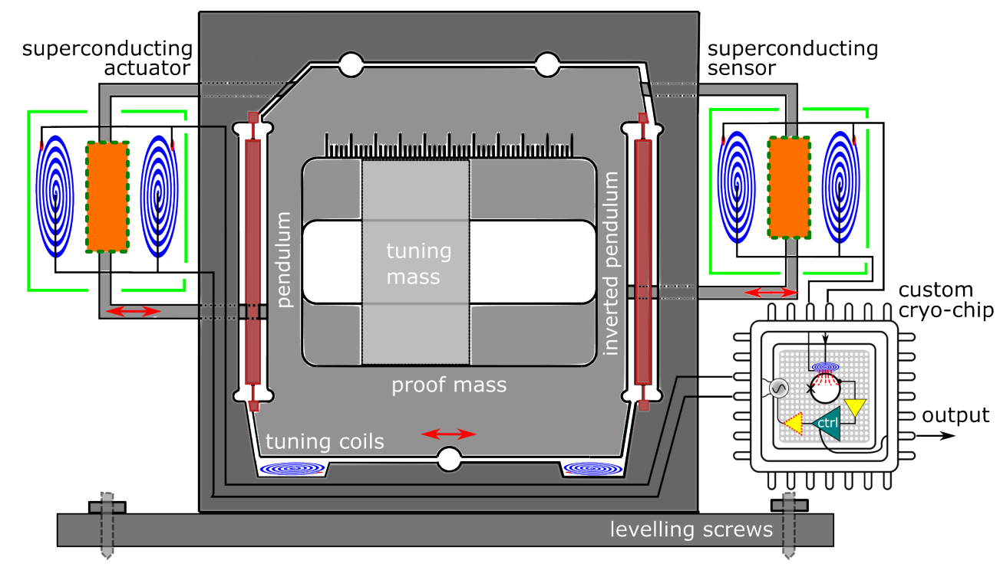 superconducting
actuator
superconducting
sensor
pendulum
tuning
mass
inverted pendulum
custom
cryo-chip
proof mass
ctrl
output
tuning coils
levelling screws